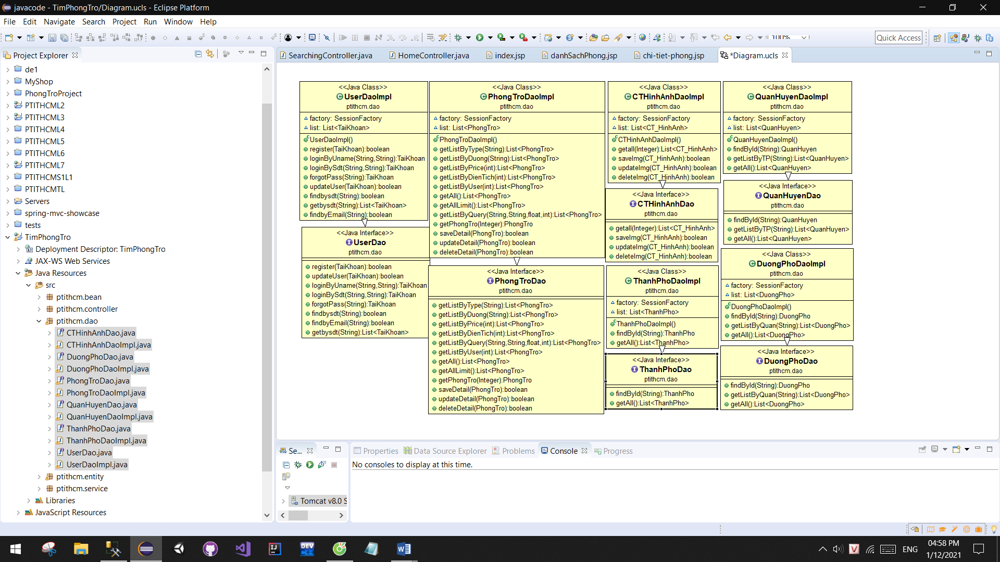 javacode - TimPhongTro/Diagram.ucls - Eclipse Platform
File Edit Navigate Search Project Run Window Help
100%
Quick Access
Project Explorer
de1
MyShop
PhongTroProject
PTITHCML2
PTITHCML3
PTITHCML4
PTITHCML5
PTITHCML6
PTITHCML7
PTITHCMS1L1
PTITHCMTL
Servers
spring-mvc-showcase
tests
TimPhongTro
Deployment Descriptor: TimPhongTro
JAX-WS Web Services
Java Resources
src
ptithcm.bean
ptithcm.controller
ptithcm.dao
CTHinhAnhDao.java
CTHinhAnhDaoImpl.java
DuongPhoDao.java
DuongPhoDaoImpl.java
PhongTroDao.java
PhongTroDaoImpl.java
QuanHuyenDao.java
QuanHuyenDaoImpl.java
ThanhPhoDao.java
ThanhPhoDaoImpl.java
UserDao.java
UserDaoImpl.java
ptithcm.entity
ptithcm.service
Libraries
JavaScript Resources
SearchingController.java HomeController.java index.jsp danhSachPhong.jsp chi-tiet-phong.jsp *Diagram.ucls
<<Java Class>>
UserDaoImpl
ptithcm.dao
factory: SessionFactory
list: List<TaiKhoan>
UserDaoImpl()
register(TaiKhoan):boolean
loginByUname(String,String):TaiKhoan
loginBySdt(String,String):TaiKhoan
forgotPass(String):TaiKhoan
updateUser(TaiKhoan):boolean
findbysdt(String):boolean
getbysdt(String):List<TaiKhoan>
findbyEmail(String):boolean
<<Java Interface>>
UserDao
ptithcm.dao
register(TaiKhoan):boolean
updateUser(TaiKhoan):boolean
loginByUname(String,String):TaiKhoan
loginBySdt(String,String):TaiKhoan
forgotPass(String):TaiKhoan
findbysdt(String):boolean
findbyEmail(String):boolean
getbysdt(String):List<TaiKhoan>
<<Java Class>>
PhongTroDaoImpl
ptithcm.dao
factory: SessionFactory
list: List<PhongTro>
PhongTroDaoImpl()
getListByType(String):List<PhongTro>
getListByDuong(String):List<PhongTro>
getListByPrice(int):List<PhongTro>
getListByDienTich(int):List<PhongTro>
getListByUser(int):List<PhongTro>
getAll():List<PhongTro>
getAllLimit():List<PhongTro>
getListByQuery(String,String,float,int):List<PhongTro>
getPhongTro(Integer):PhongTro
saveDetail(PhongTro):boolean
updateDetail(PhongTro):boolean
deleteDetail(PhongTro):boolean
<<Java Interface>>
PhongTroDao
ptithcm.dao
getListByType(String):List<PhongTro>
getListByDuong(String):List<PhongTro>
getListByPrice(int):List<PhongTro>
getListByDienTich(int):List<PhongTro>
getListByQuery(String,String,float,int):List<PhongTro>
getListByUser(int):List<PhongTro>
getAll():List<PhongTro>
getAllLimit():List<PhongTro>
getPhongTro(Integer):PhongTro
saveDetail(PhongTro):boolean
updateDetail(PhongTro):boolean
deleteDetail(PhongTro):boolean
<<Java Class>>
CTHinhAnhDaoImpl
ptithcm.dao
factory: SessionFactory
list: List<CT_HinhAnh>
CTHinhAnhDaoImpl()
getall(Integer):List<CT_HinhAnh>
saveImg(CT_HinhAnh):boolean
updateImg(CT_HinhAnh):boolean
deleteImg(CT_HinhAnh):boolean
<<Java Interface>>
CTHinhAnhDao
ptithcm.dao
getall(Integer):List<CT_HinhAnh>
saveImg(CT_HinhAnh):boolean
updateImg(CT_HinhAnh):boolean
deleteImg(CT_HinhAnh):boolean
<<Java Class>>
ThanhPhoDaoImpl
ptithcm.dao
factory: SessionFactory
list: List<ThanhPho>
ThanhPhoDaoImpl()
findById(String):ThanhPho
getAll():List<ThanhPho>
<<Java Interface>>
ThanhPhoDao
ptithcm.dao
findById(String):ThanhPho
getAll():List<ThanhPho>
<<Java Class>>
QuanHuyenDaoImpl
ptithcm.dao
factory: SessionFactory
list: List<QuanHuyen>
QuanHuyenDaoImpl()
findById(String):QuanHuyen
getListByTP(String):List<QuanHuyen>
getAll():List<QuanHuyen>
<<Java Interface>>
QuanHuyenDao
ptithcm.dao
findById(String):QuanHuyen
getListByTP(String):List<QuanHuyen>
getAll():List<QuanHuyen>
<<Java Class>>
DuongPhoDaoImpl
ptithcm.dao
factory: SessionFactory
list: List<DuongPho>
DuongPhoDaoImpl()
findById(String):DuongPho
getListByQuan(String):List<DuongPho>
getAll():List<DuongPho>
<<Java Interface>>
DuongPhoDao
ptithcm.dao
findById(String):DuongPho
getListByQuan(String):List<DuongPho>
getAll():List<DuongPho>
Se...
Tomcat v8.0 S
Properties Data Source Explorer Problems Console Progress
No consoles to display at this time.
ENG
04:58 PM
1/12/2021